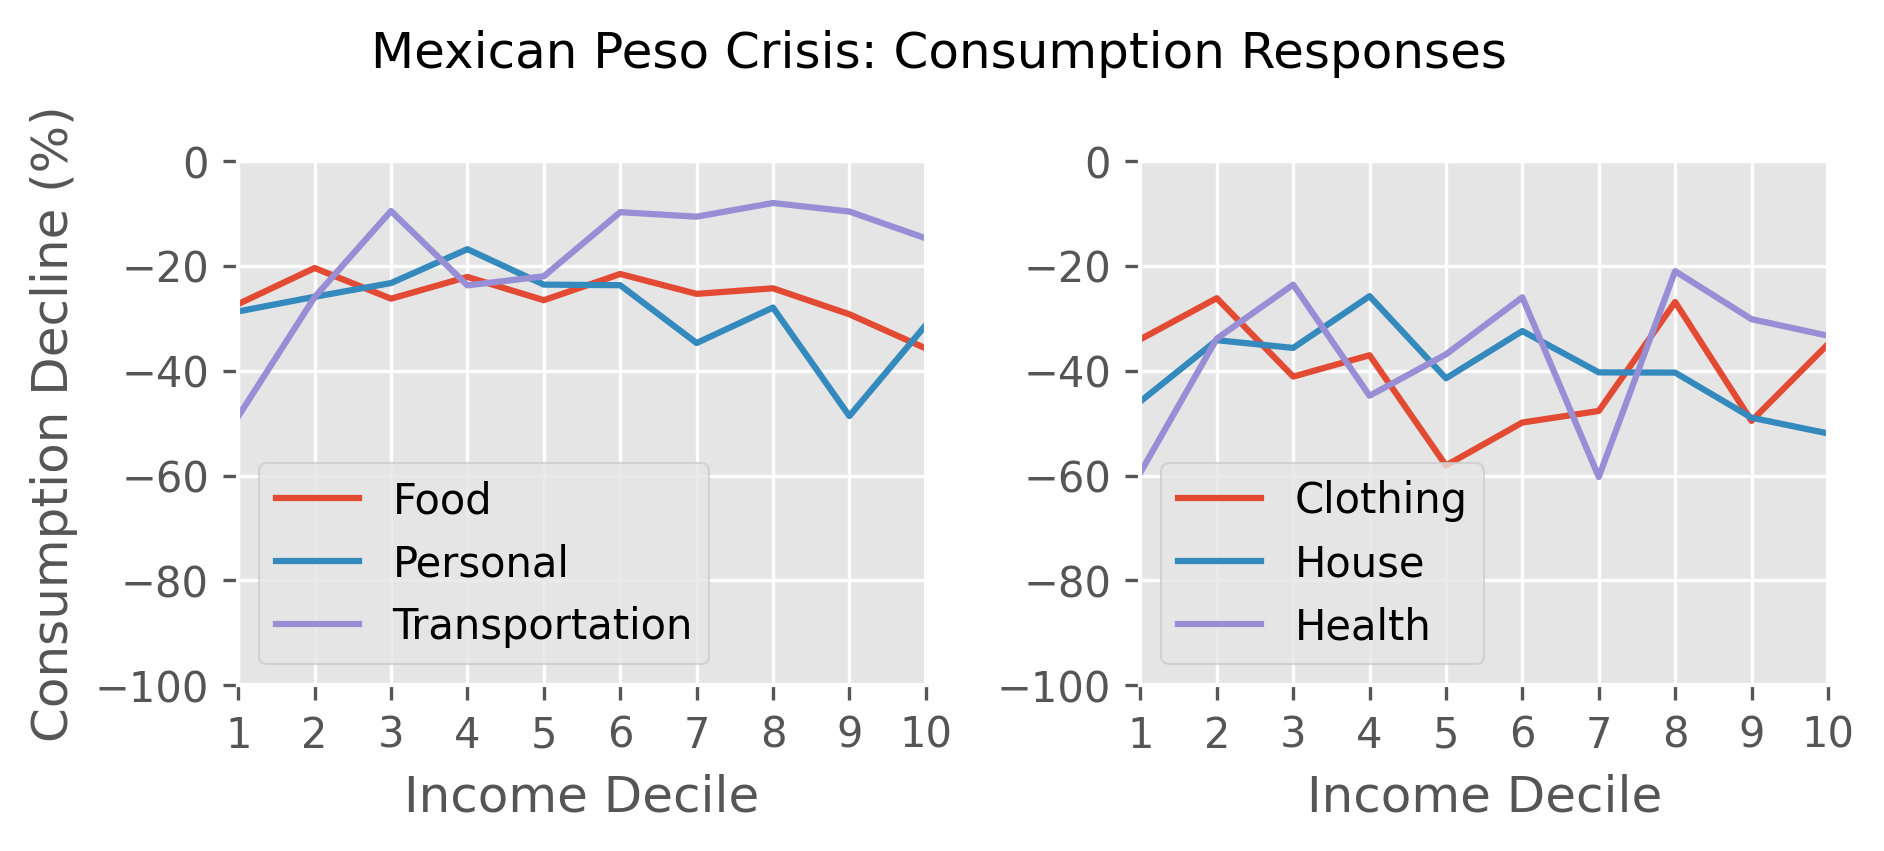 Mexican Peso Crisis: Consumption Responses
Consumption Decline (%)
0
−20
−40
−60
−80
−100
Food
Personal
Transportation
1 2 3 4 5 6 7 8 9 10
Income Decile
0
−20
−40
−60
−80
−100
Clothing
House
Health
1 2 3 4 5 6 7 8 9 10
Income Decile